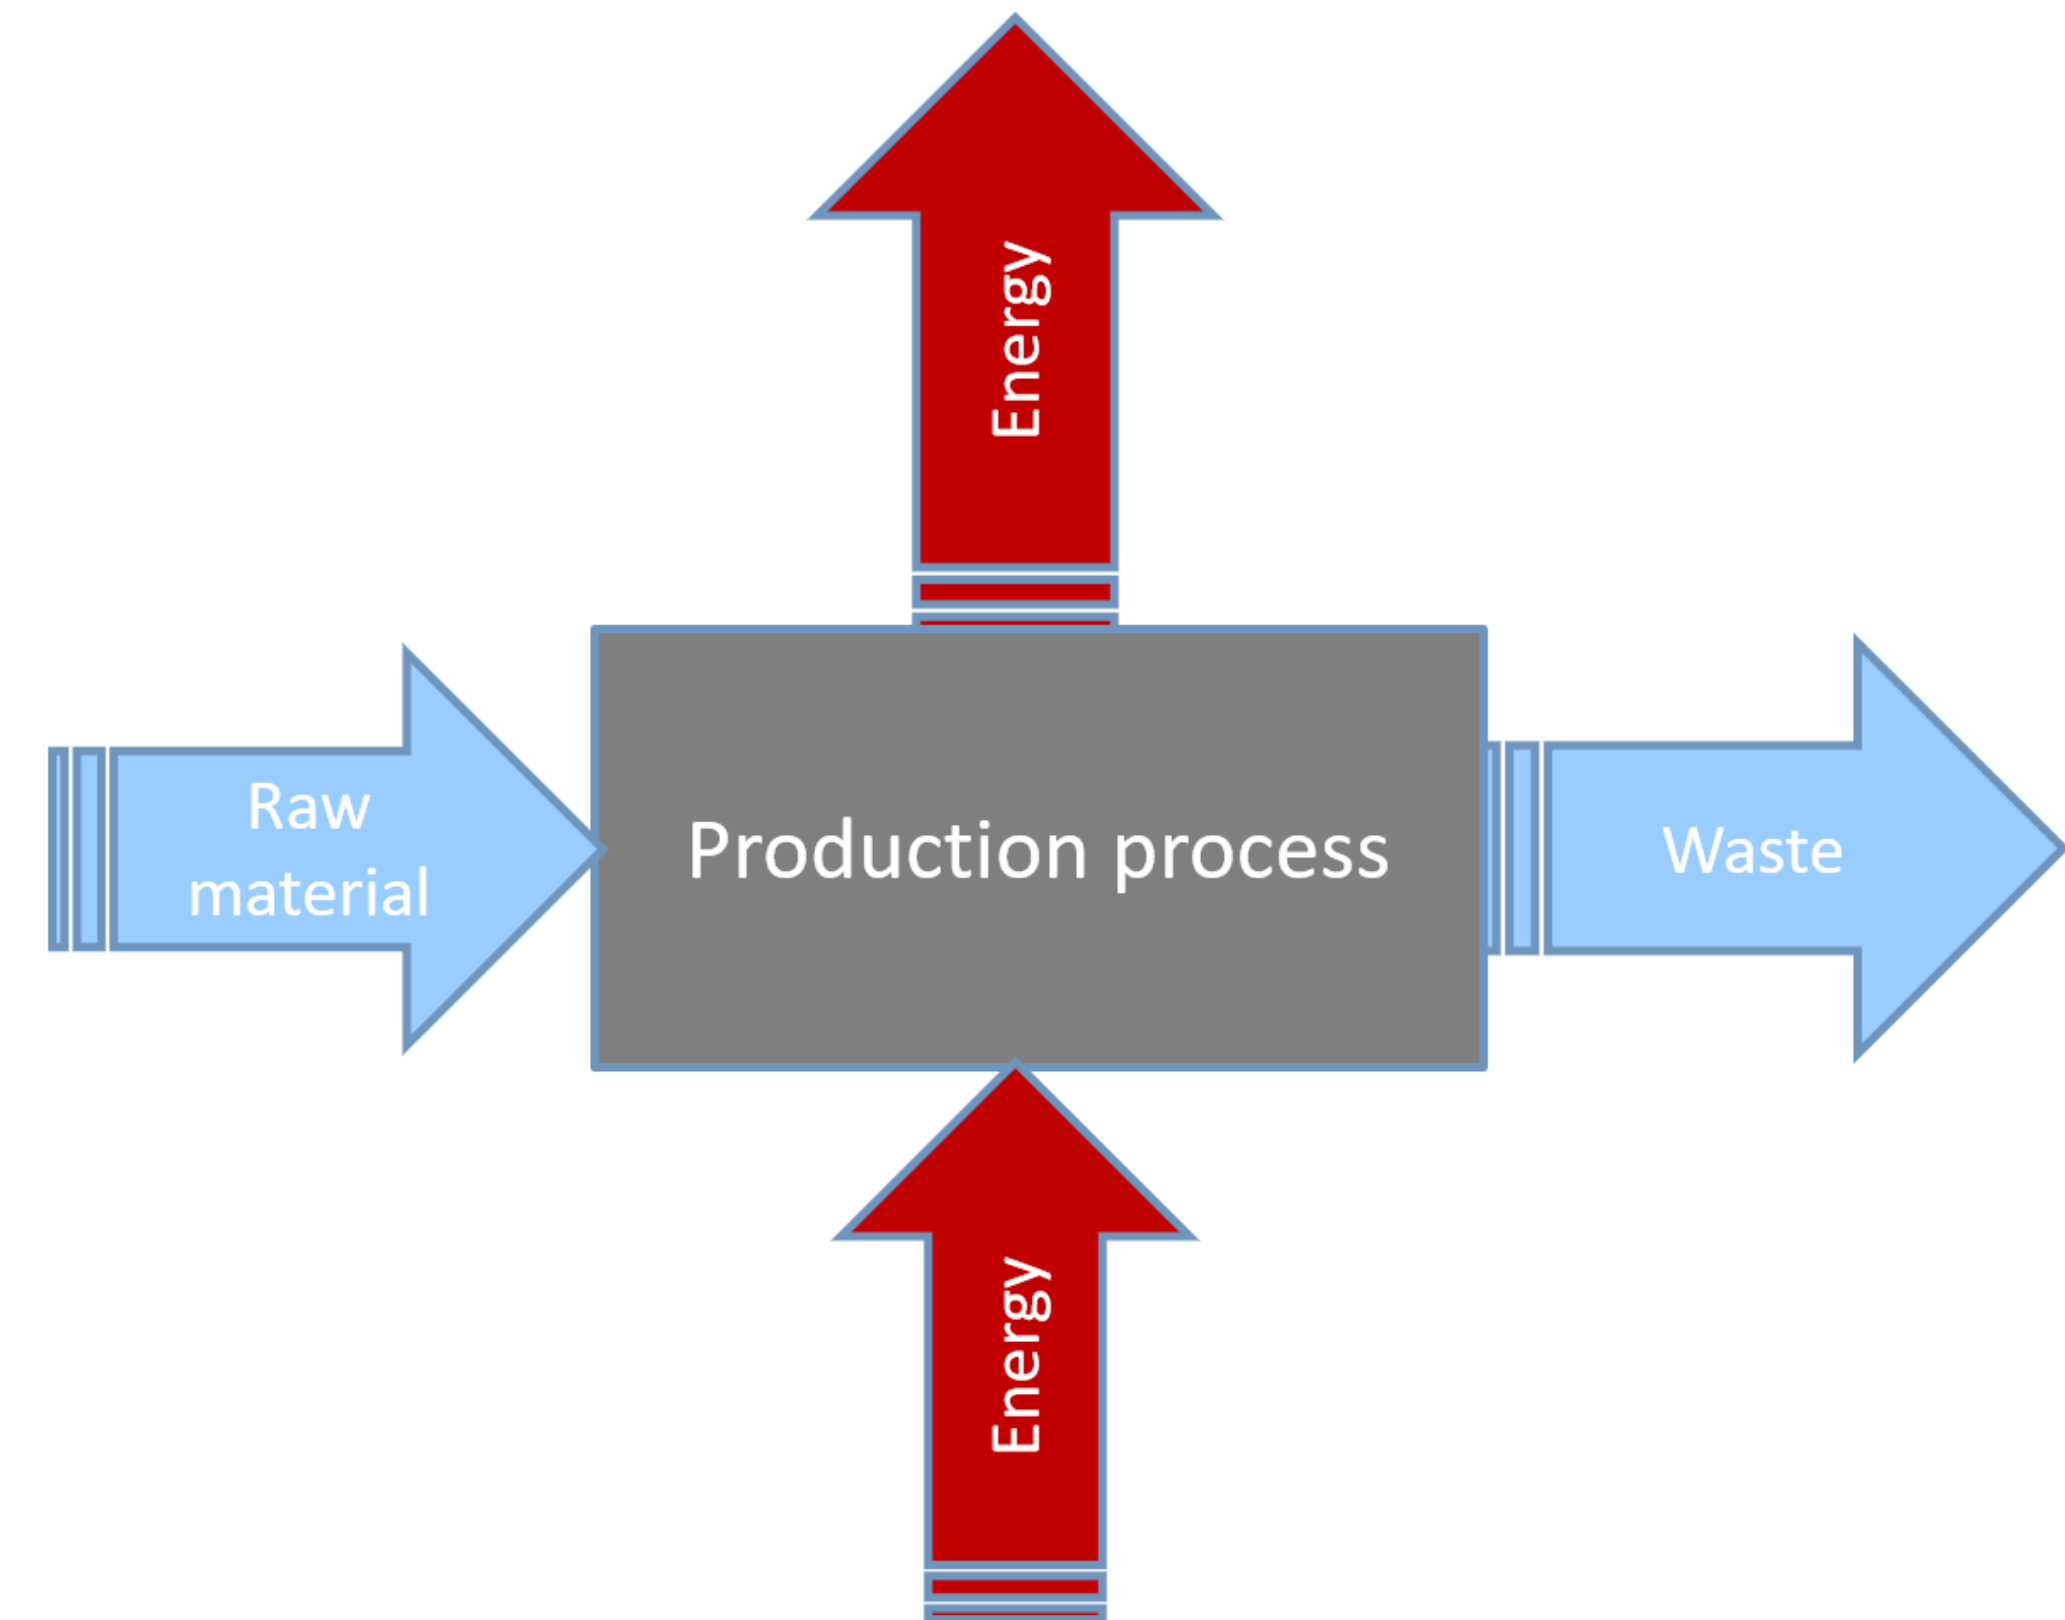 Energy
Raw
material
Production process
Waste
Energy